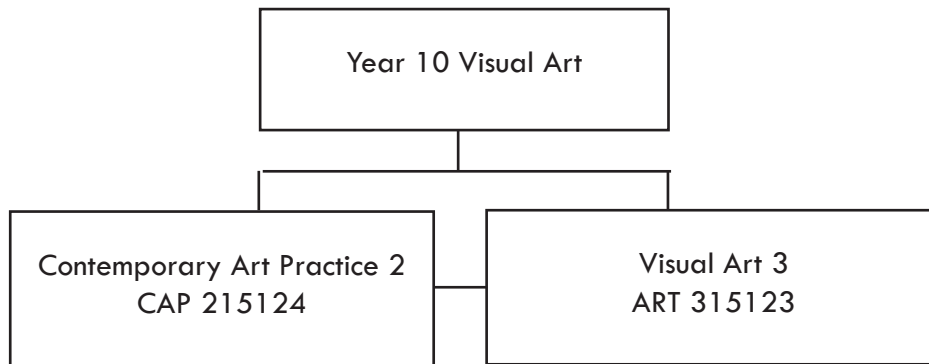 Year 10 Visual Art
Contemporary Art Practice 2
CAP 215124
Visual Art 3
ART 315123